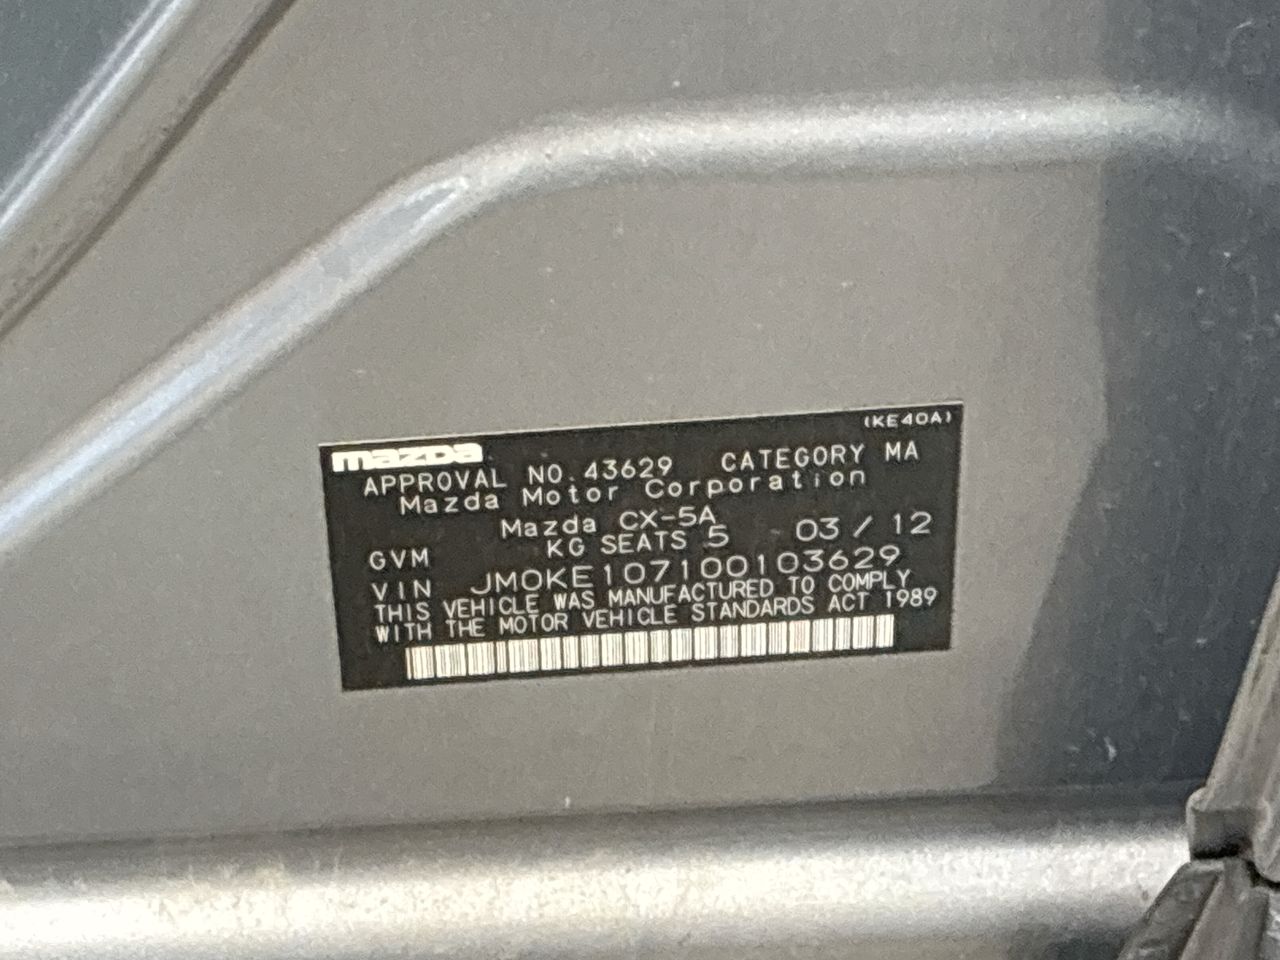 (KE40A)
mazda
APPROVAL NO. 43629 CATEGORY MA
Mazda Motor Corporation
Mazda CX-5A
GVM KG SEATS 5 03 / 12
VIN JM0KE107100103629
THIS VEHICLE WAS MANUFACTURED TO COMPLY
WITH THE MOTOR VEHICLE STANDARDS ACT 1989